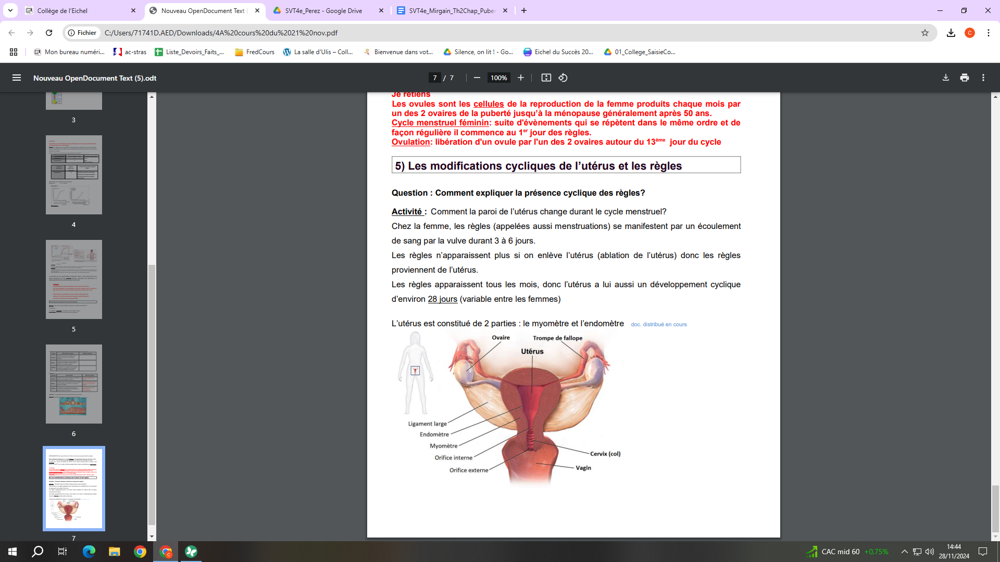 Collège de l'Eichel
Nouveau OpenDocument Text (
SVT4e_Perez - Google Drive
SVT4e_Mirgain_Th2Chap_Puber
Fichier
C:/Users/71741D.AED/Downloads/4A%20cours%20du%2021%20nov.pdf
C
Mon bureau numéri...
ac-stras
Liste_Devoirs_Faits_...
FredCours
La salle d'Ulis – Coll...
Bienvenue dans vot...
Silence, on lit ! - Go...
Eichel du Succès 20...
01_College_SaisieCo...
Nouveau OpenDocument Text (5).odt
7 / 7
100%
3
4
5
6
7
Je retiens
Les ovules sont les cellules de la reproduction de la femme produits chaque mois par
un des 2 ovaires de la puberté jusqu'à la ménopause généralement après 50 ans.
Cycle menstruel féminin: suite d'évènements qui se répètent dans le même ordre et de
façon régulière il commence au 1er jour des règles.
Ovulation: libération d'un ovule par l'un des 2 ovaires autour du 13ème jour du cycle
5) Les modifications cycliques de l'utérus et les règles
Question : Comment expliquer la présence cyclique des règles?
Activité : Comment la paroi de l'utérus change durant le cycle menstruel?
Chez la femme, les règles (appelées aussi menstruations) se manifestent par un écoulement
de sang par la vulve durant 3 à 6 jours.
Les règles n'apparaissent plus si on enlève l'utérus (ablation de l'utérus) donc les règles
proviennent de l'utérus.
Les règles apparaissent tous les mois, donc l'utérus a lui aussi un développement cyclique
d'environ 28 jours (variable entre les femmes)
L'utérus est constitué de 2 parties : le myomètre et l'endomètre doc. distribué en cours
Ovaire
Trompe de fallope
Utérus
Ligament large
Endomètre
Myomètre
Orifice interne
Orifice externe
Cervix (col)
Vagin
CAC mid 60 +0,75%
14:44
28/11/2024